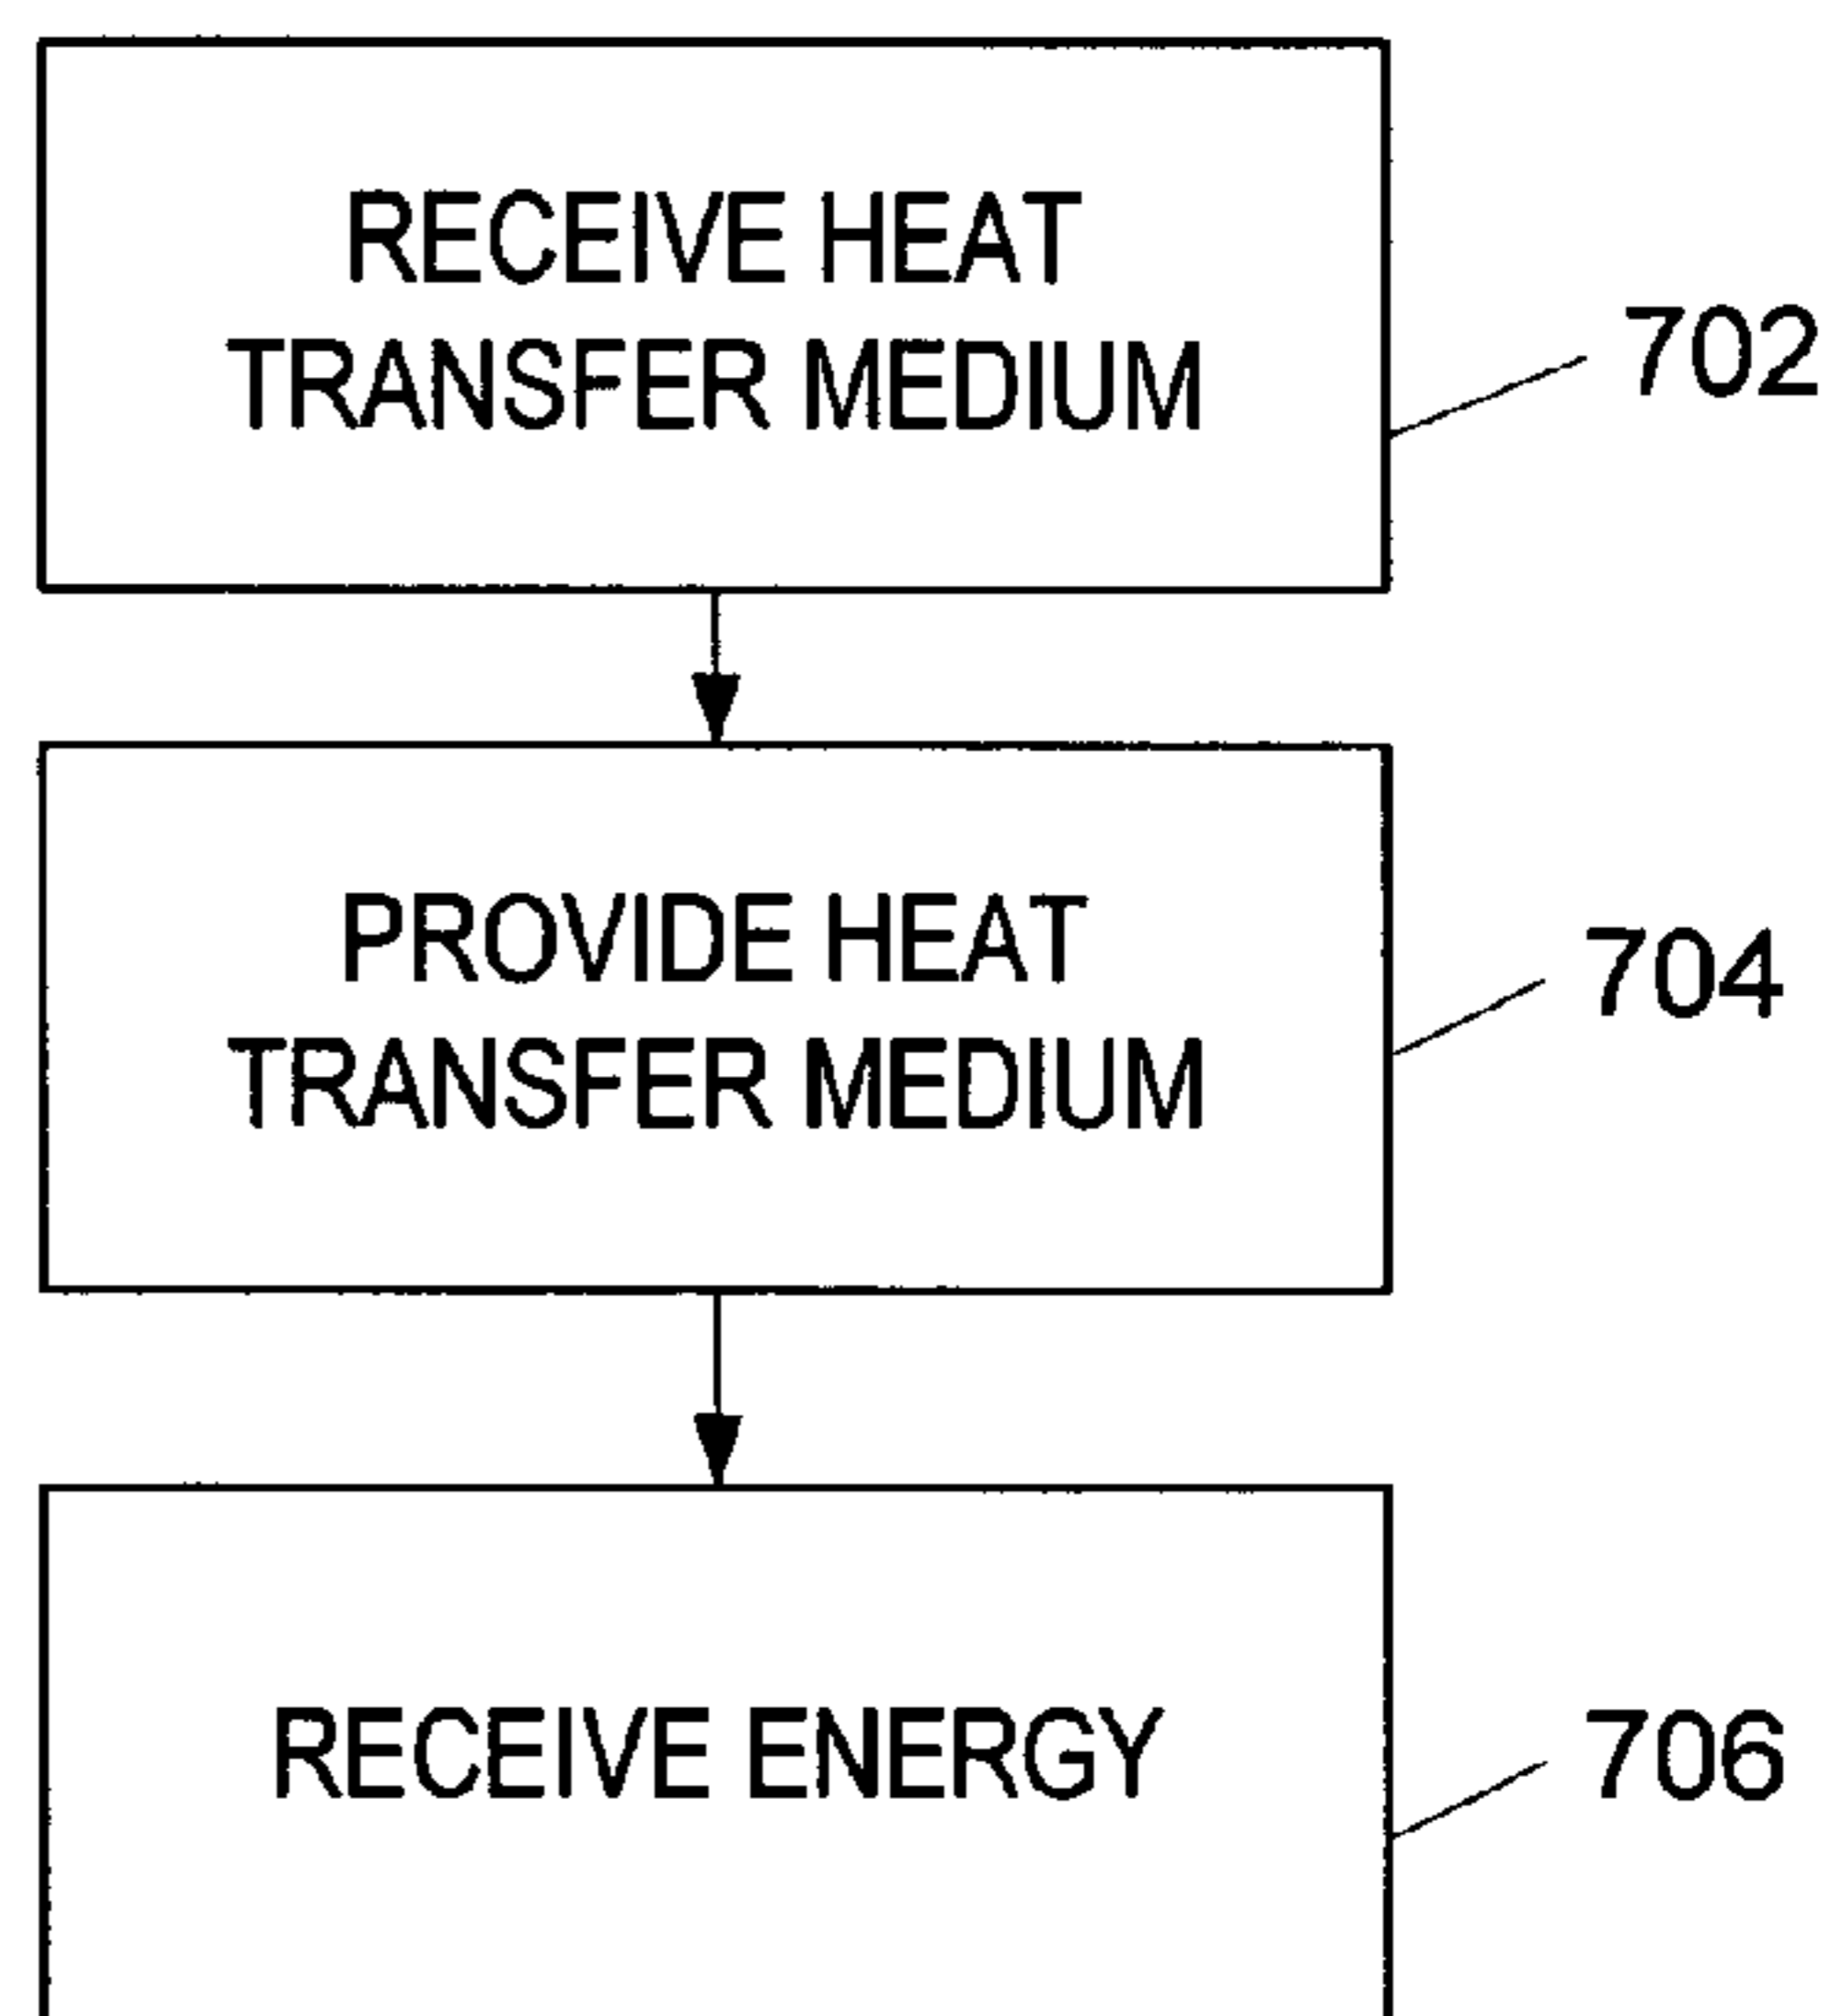 RECEIVE HEAT
TRANSFER MEDIUM
702
PROVIDE HEAT
TRANSFER MEDIUM
704
RECEIVE ENERGY
706